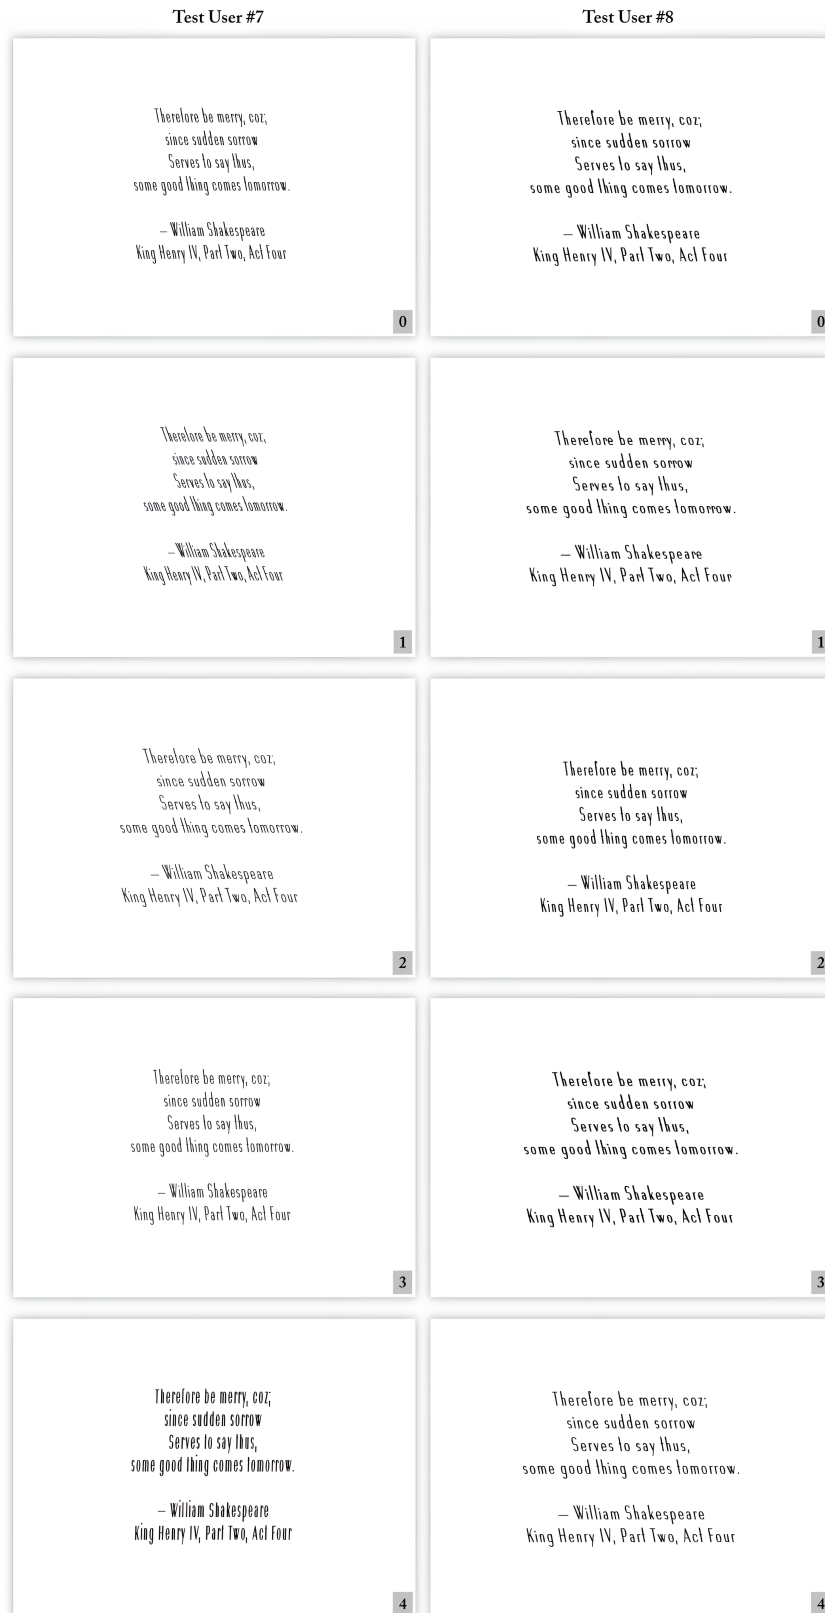 Test User #7
Therefore be merry, coz;
since sudden sorrow
Serves to say thus,
some good thing comes tomorrow.
– William Shakespeare
King Henry IV, Part Two, Act Four
0
Therefore be merry, coz;
since sudden sorrow
Serves to say thus,
some good thing comes tomorrow.
– William Shakespeare
King Henry IV, Part Two, Act Four
1
Therefore be merry, coz;
since sudden sorrow
Serves to say thus,
some good thing comes tomorrow.
– William Shakespeare
King Henry IV, Part Two, Act Four
2
Therefore be merry, coz;
since sudden sorrow
Serves to say thus,
some good thing comes tomorrow.
– William Shakespeare
King Henry IV, Part Two, Act Four
3
Therefore be merry, coz;
since sudden sorrow
Serves to say thus,
some good thing comes tomorrow.
– William Shakespeare
King Henry IV, Part Two, Act Four
4
Test User #8
Therefore be merry, coz;
since sudden sorrow
Serves to say thus,
some good thing comes tomorrow.
– William Shakespeare
King Henry IV, Part Two, Act Four
0
Therefore be merry, coz;
since sudden sorrow
Serves to say thus,
some good thing comes tomorrow.
– William Shakespeare
King Henry IV, Part Two, Act Four
1
Therefore be merry, coz;
since sudden sorrow
Serves to say thus,
some good thing comes tomorrow.
– William Shakespeare
King Henry IV, Part Two, Act Four
2
Therefore be merry, coz;
since sudden sorrow
Serves to say thus,
some good thing comes tomorrow.
– William Shakespeare
King Henry IV, Part Two, Act Four
3
Therefore be merry, coz;
since sudden sorrow
Serves to say thus,
some good thing comes tomorrow.
– William Shakespeare
King Henry IV, Part Two, Act Four
4